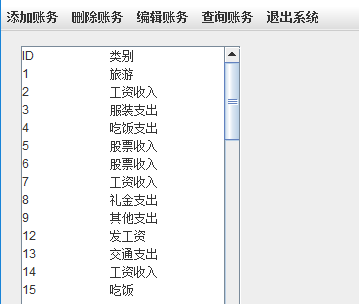 添加账务 删除账务 编辑账务 查询账务 退出系统
ID 类别
1 旅游
2 工资收入
3 服装支出
4 吃饭支出
5 股票收入
6 股票收入
7 工资收入
8 礼金支出
9 其他支出
12 发工资
13 交通支出
14 工资收入
15 吃饭